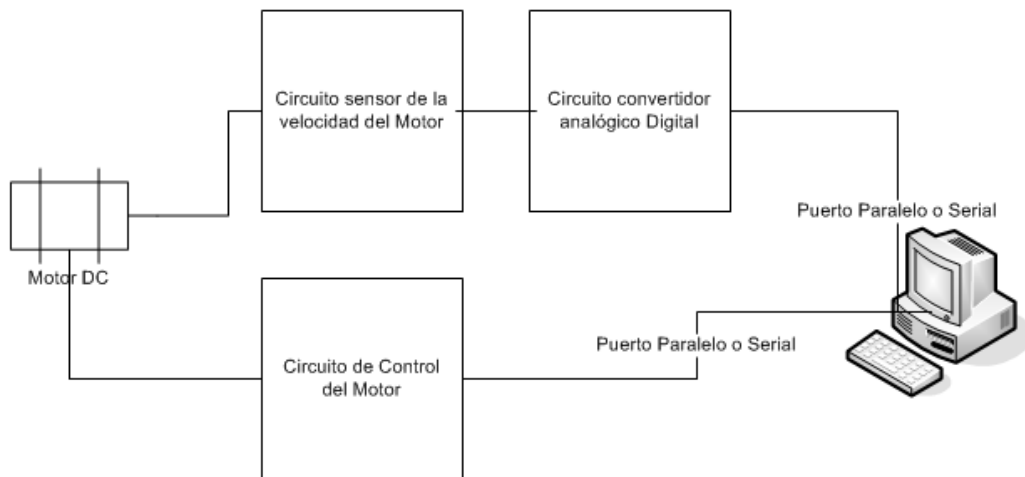 Circuito sensor de la
velocidad del Motor
Circuito convertidor
analógico Digital
Puerto Paralelo o Serial
Motor DC
Puerto Paralelo o Serial
Circuito de Control
del Motor